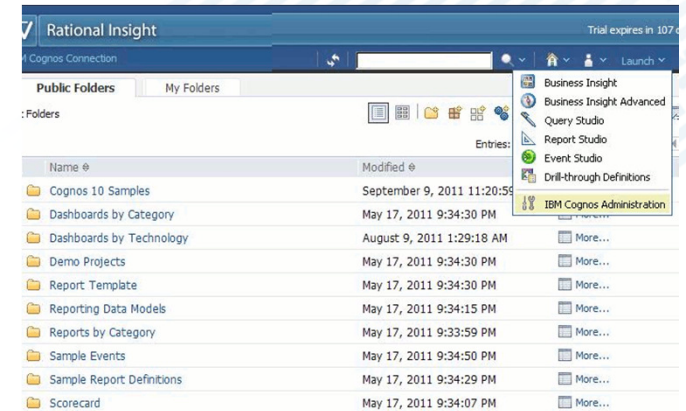 Rational Insight
Trial expires in 107
Cognos Connection
Launch
Public Folders
My Folders
Folders
Entries:
Name
Modified
Business Insight
Business Insight Advanced
Query Studio
Report Studio
Event Studio
Drill-through Definitions
IBM Cognos Administration
Cognos 10 Samples
September 9, 2011 11:20:59
Dashboards by Category
May 17, 2011 9:34:30 PM
More...
Dashboards by Technology
August 9, 2011 1:29:18 AM
More...
Demo Projects
May 17, 2011 9:34:30 PM
More...
Report Template
May 17, 2011 9:34:30 PM
More...
Reporting Data Models
May 17, 2011 9:34:15 PM
More...
Reports by Category
May 17, 2011 9:33:59 PM
More...
Sample Events
May 17, 2011 9:34:50 PM
More...
Sample Report Definitions
May 17, 2011 9:34:29 PM
More...
Scorecard
May 17, 2011 9:34:07 PM
More...